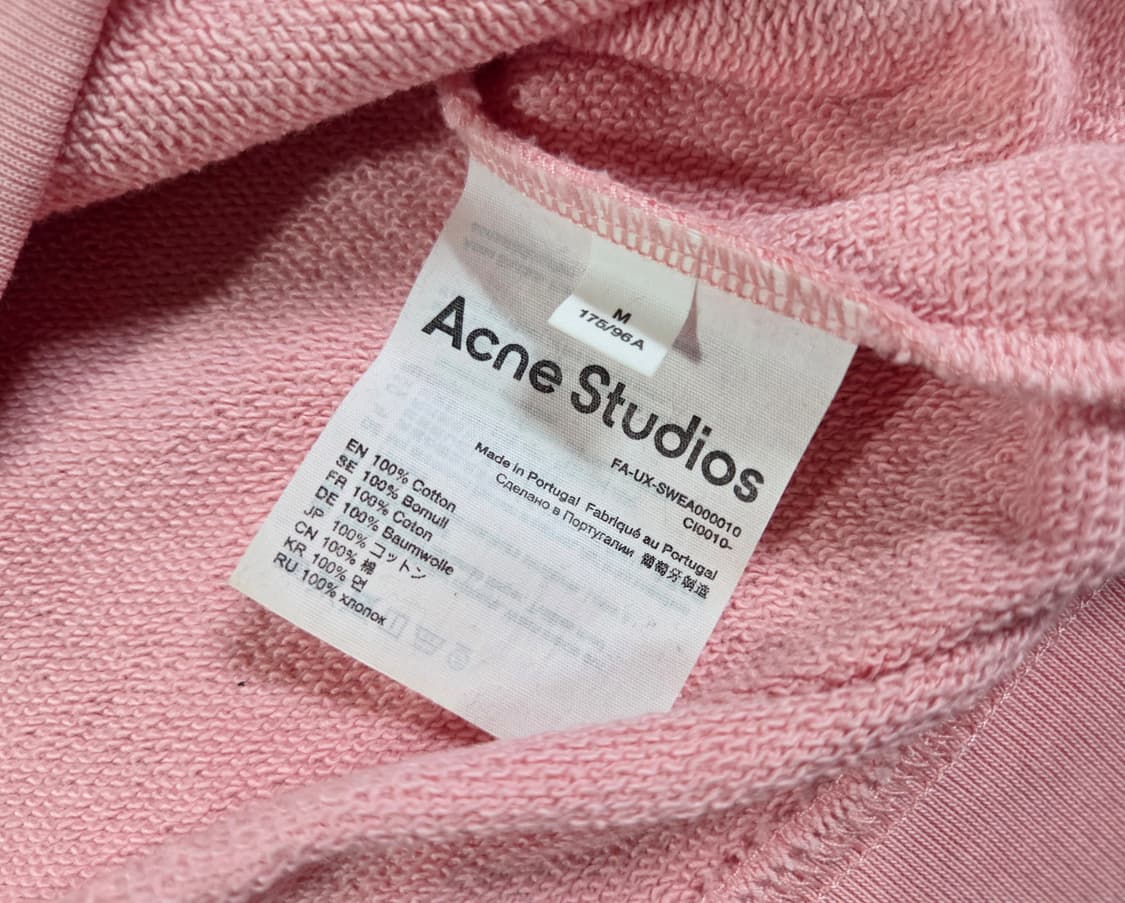 M
175/96A
Acne Studios
FA-UX-SWEA000010
CI0010-
Made in Portugal Fabriqué au Portugal
Сделано в Португалии 葡萄牙制造
EN 100% Cotton
SE 100% Bomull
FR 100% Coton
DE 100% Baumwolle
JP 100% コットン
CN 100% 棉
KR 100% 면
RU 100% хлопок